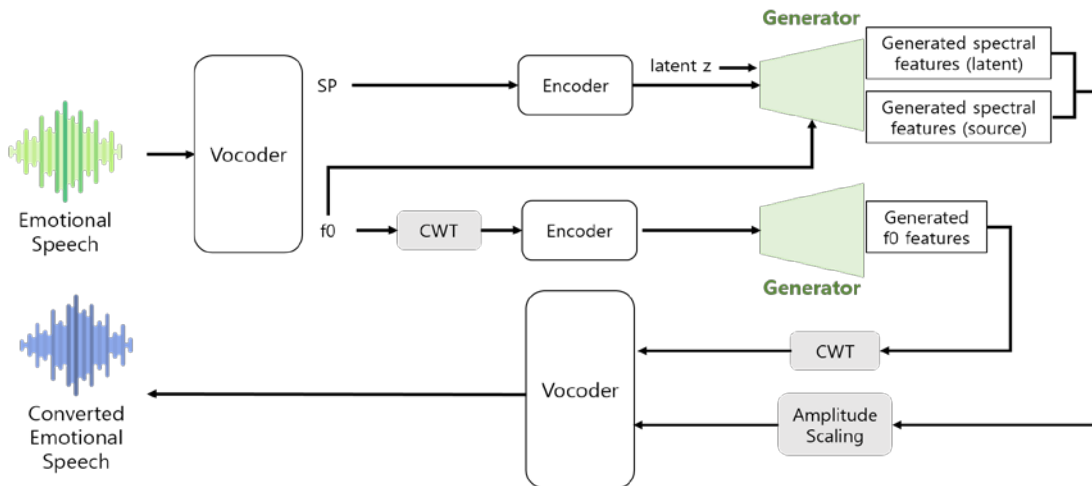 Generator
Generated spectral
features (latent)
latent z
SP
Encoder
Generated spectral
features (source)
Vocoder
Emotional
Speech
f0
CWT
Encoder
Generated
f0 features
Generator
CWT
Vocoder
Converted
Emotional
Speech
Amplitude
Scaling